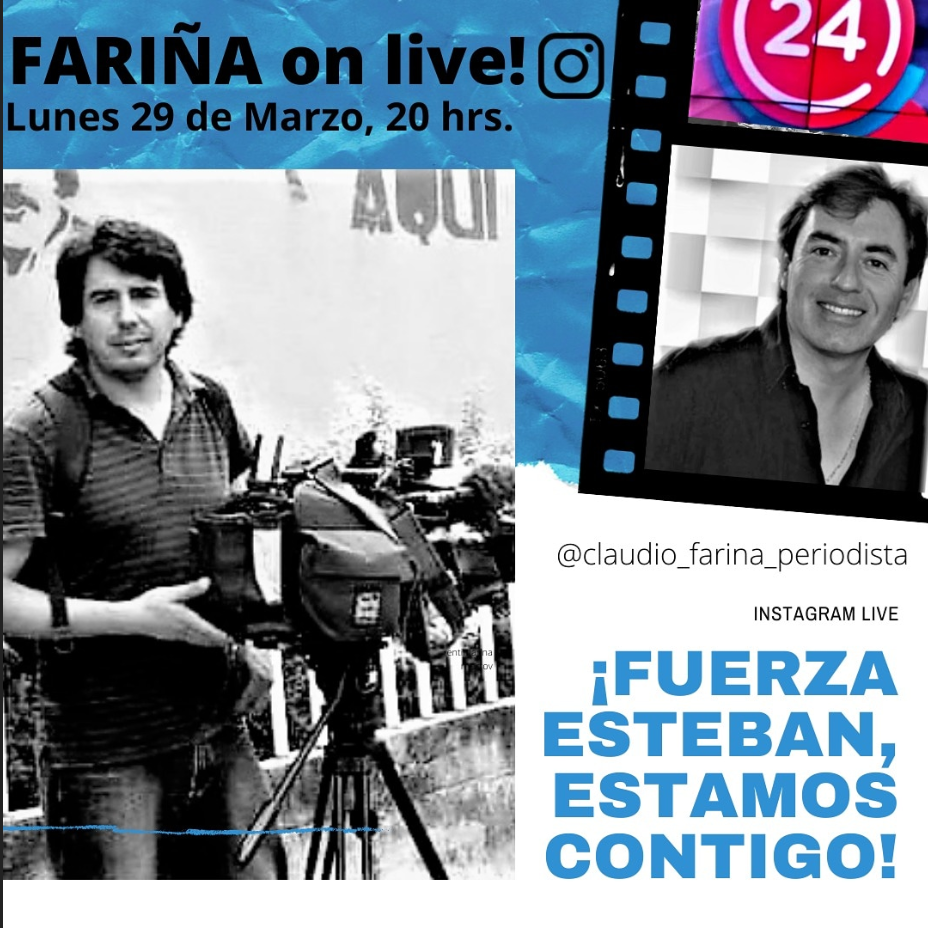 FARIÑA on live!
Lunes 29 de Marzo, 20 hrs.
24
AQUI
@claudio_farina_periodista
INSTAGRAM LIVE
¡FUERZA
ESTEBAN,
ESTAMOS
CONTIGO!